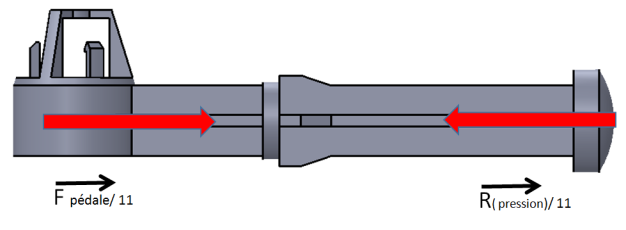 F pédale/ 11
R( pression)/ 11